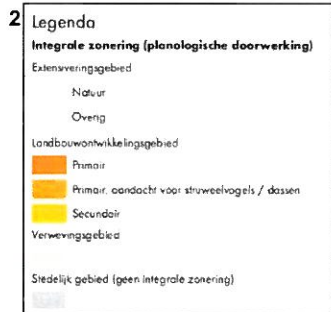 2
Legenda
Integrale zonering (planologische doorwerking)
Extensiveringsgebied
Natuur
Overig
Landbouwontwikkelingsgebied
Primair
Primair, aandacht voor struweelvogels / dassen
Secundair
Verwevingsgebied
Stedelijk gebied (geen integrale zonering)